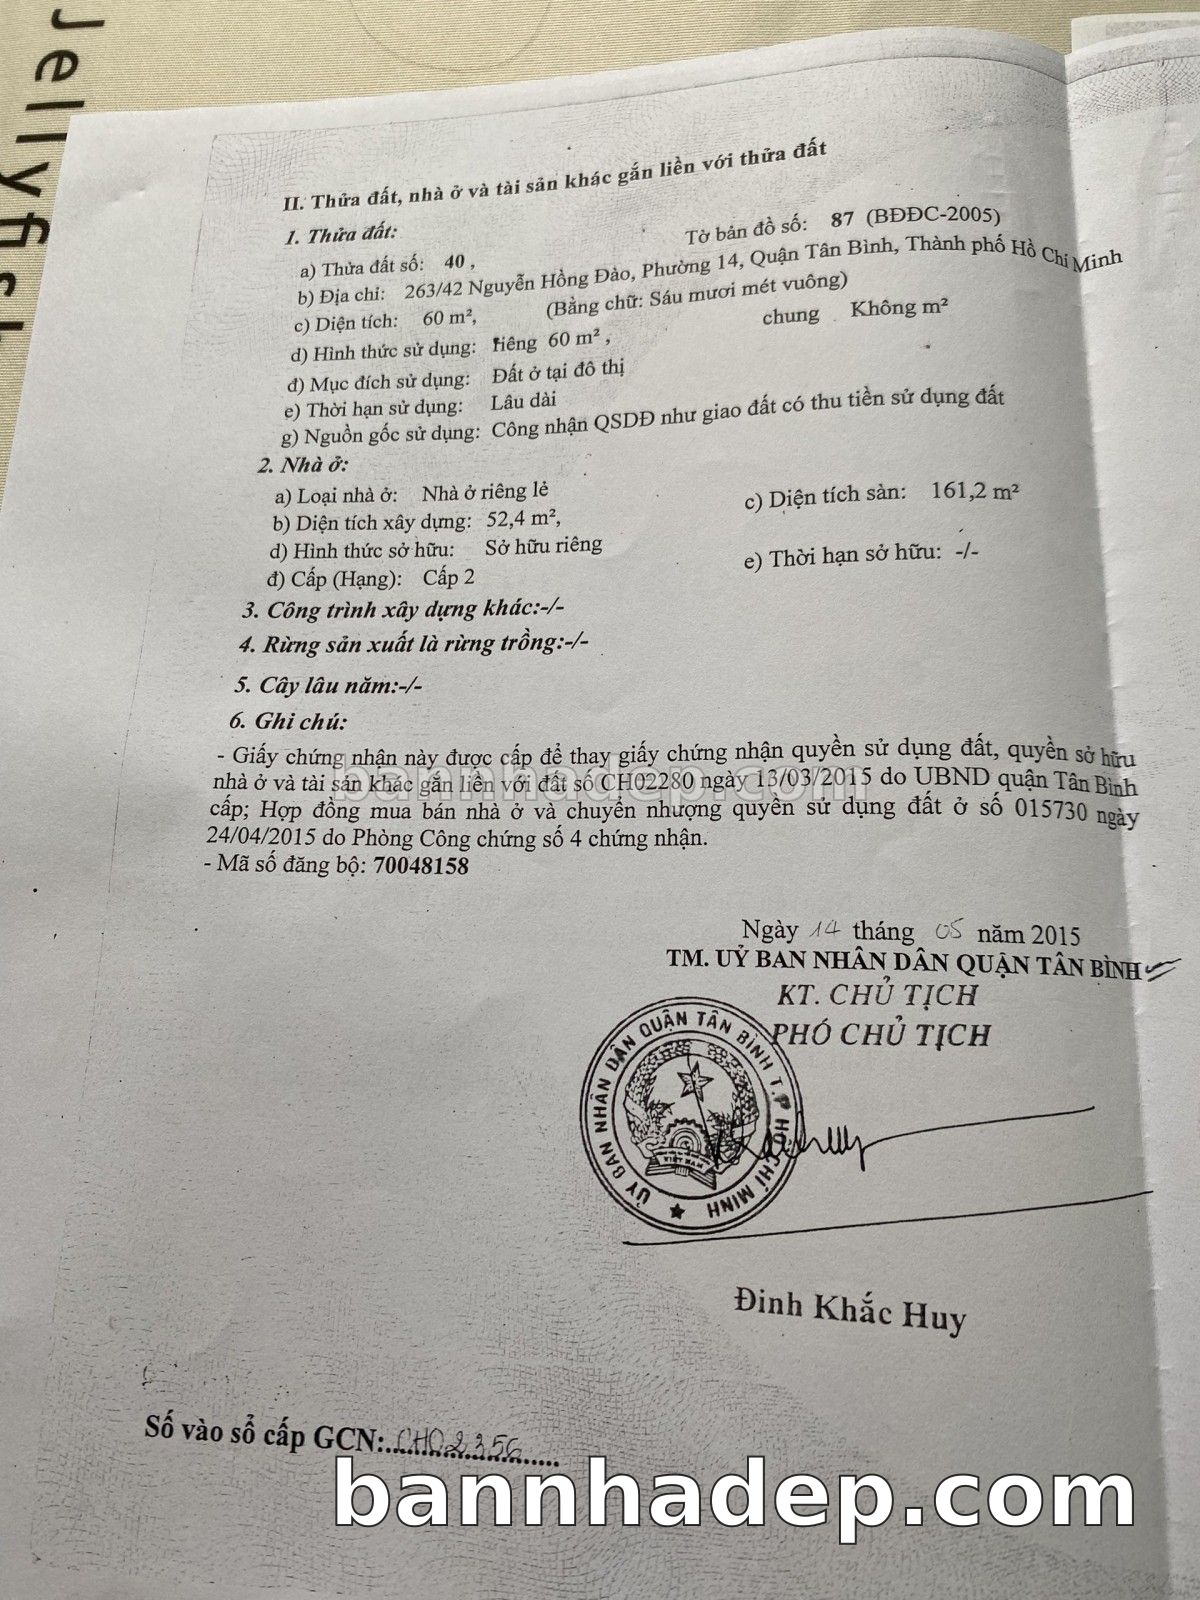 Jellyfish
II. Thửa đất, nhà ở và tài sản khác gắn liền với thửa đất
1. Thửa đất:
a) Thửa đất số: 40 , Tờ bản đồ số: 87 (BĐĐC-2005)
b) Địa chỉ: 263/42 Nguyễn Hồng Đào, Phường 14, Quận Tân Bình, Thành phố Hồ Chí Minh
c) Diện tích: 60 m², (Bằng chữ: Sáu mươi mét vuông)
d) Hình thức sử dụng: riêng 60 m² , chung Không m²
đ) Mục đích sử dụng: Đất ở tại đô thị
e) Thời hạn sử dụng: Lâu dài
g) Nguồn gốc sử dụng: Công nhận QSDĐ như giao đất có thu tiền sử dụng đất
2. Nhà ở:
a) Loại nhà ở: Nhà ở riêng lẻ
b) Diện tích xây dựng: 52,4 m², c) Diện tích sàn: 161,2 m²
d) Hình thức sở hữu: Sở hữu riêng
đ) Cấp (Hạng): Cấp 2 e) Thời hạn sở hữu: -/-
3. Công trình xây dựng khác:-/-
4. Rừng sản xuất là rừng trồng:-/-
5. Cây lâu năm:-/-
6. Ghi chú:
- Giấy chứng nhận này được cấp để thay giấy chứng nhận quyền sử dụng đất, quyền sở hữu
nhà ở và tài sản khác gắn liền với đất số CH02280 ngày 13/03/2015 do UBND quận Tân Bình
bannhadep.com
cấp; Hợp đồng mua bán nhà ở và chuyển nhượng quyền sử dụng đất ở số 015730 ngày
24/04/2015 do Phòng Công chứng số 4 chứng nhận.
- Mã số đăng bộ: 70048158
Ngày 14 tháng 05 năm 2015
TM. UỶ BAN NHÂN DÂN QUẬN TÂN BÌNH
KT. CHỦ TỊCH
PHÓ CHỦ TỊCH
ỦY BAN NHÂN DÂN QUẬN TÂN BÌNH T.P HỒ CHÍ MINH
VIỆT NAM
Đinh Khắc Huy
Số vào sổ cấp GCN: CH02356
bannhadep.com